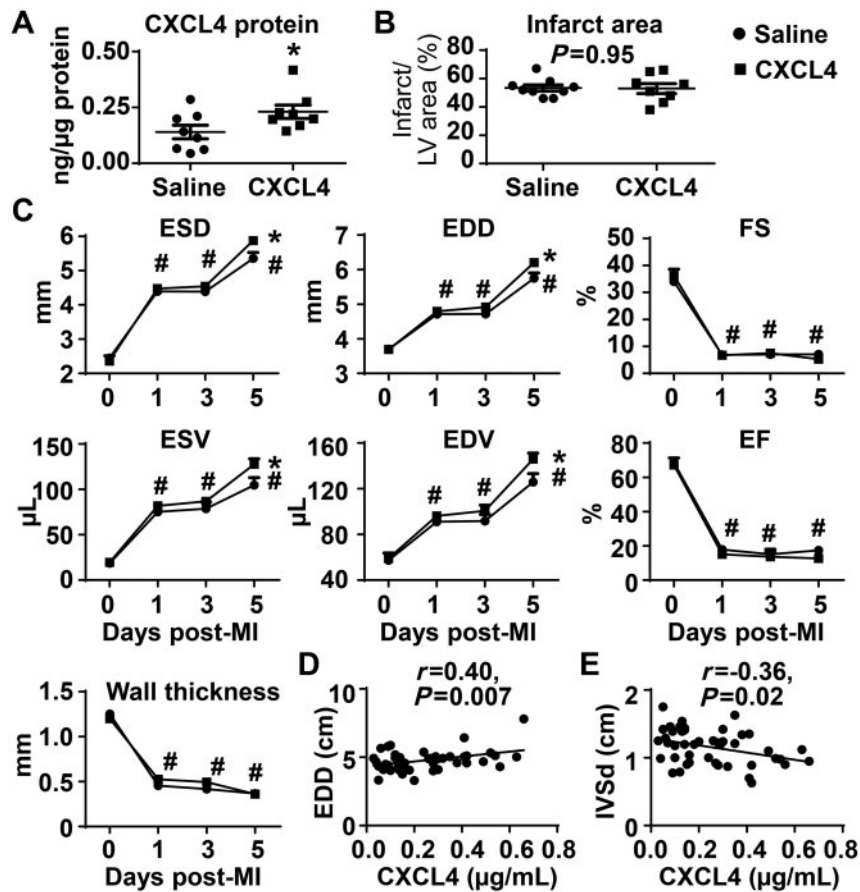 A
CXCL4 protein
ng/μg protein
0.50
0.25
0.00
*
Saline
CXCL4
B
Infarct area
P=0.95
Infarct/
LV area (%)
80
60
40
20
0
Saline
CXCL4
Saline
CXCL4
C
ESD
mm
6
5
4
3
2
# # * #
0 1 3 5
EDD
mm
7
6
5
4
3
# # * #
0 1 3 5
FS
%
50
40
30
20
10
0
# # #
0 1 3 5
ESV
μL
150
100
50
0
# # * #
0 1 3 5
Days post-MI
EDV
μL
160
120
80
40
# # * #
0 1 3 5
Days post-MI
EF
%
80
60
40
20
0
# # #
0 1 3 5
Days post-MI
Wall thickness
mm
1.5
1.0
0.5
0.0
# # #
0 1 3 5
Days post-MI
D
r=0.40,
P=0.007
EDD (cm)
10
5
0
0.0 0.2 0.4 0.6 0.8
CXCL4 (μg/mL)
E
r=-0.36,
P=0.02
IVSd (cm)
2
1
0
0.0 0.2 0.4 0.6 0.8
CXCL4 (μg/mL)